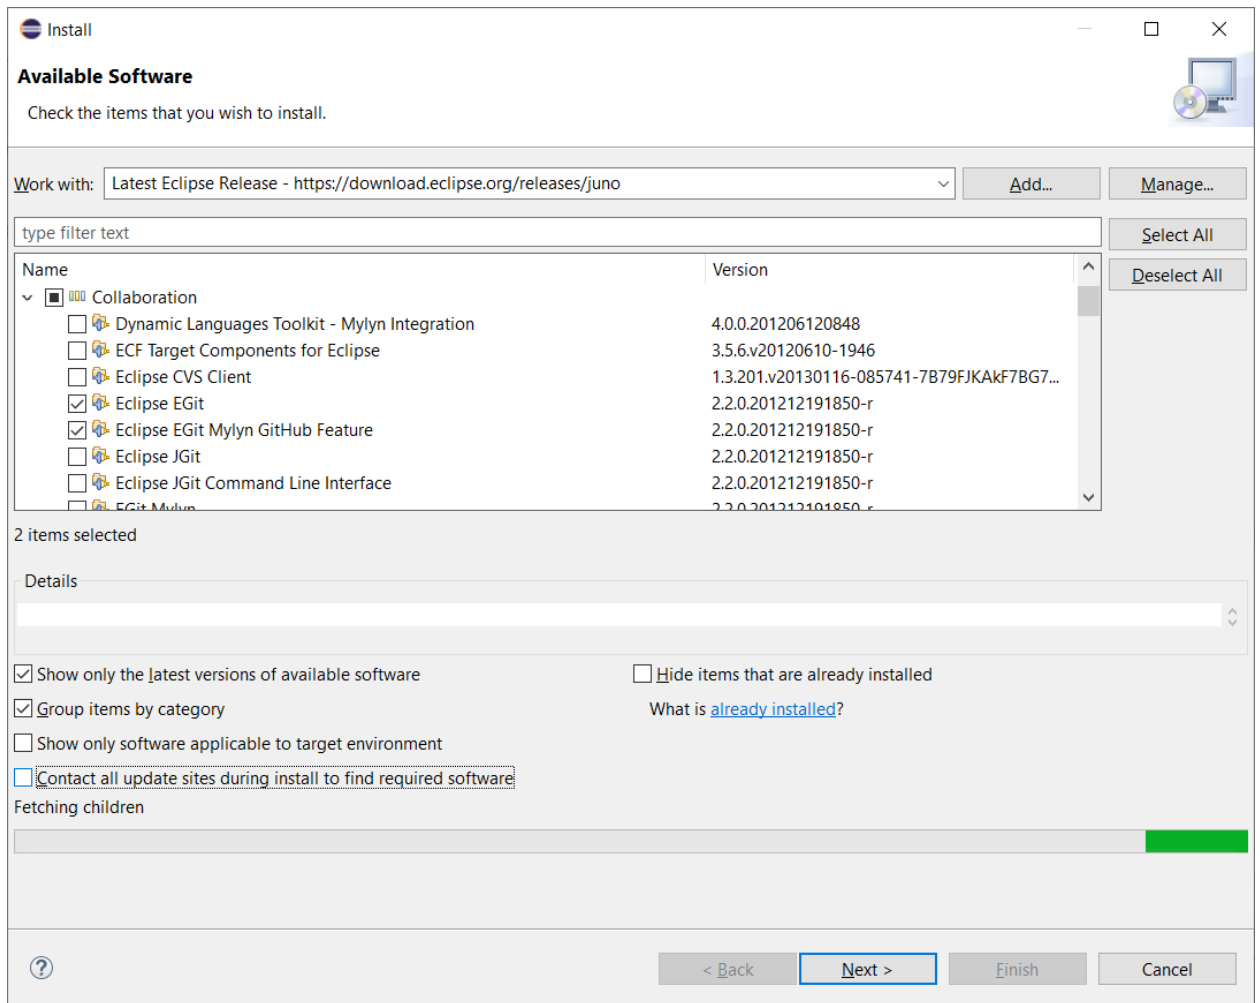 Install
Available Software
Check the items that you wish to install.
Work with: Latest Eclipse Release - https://download.eclipse.org/releases/juno Add... Manage...
type filter text Select All
Name Version Deselect All
Collaboration
Dynamic Languages Toolkit - Mylyn Integration 4.0.0.201206120848
ECF Target Components for Eclipse 3.5.6.v20120610-1946
Eclipse CVS Client 1.3.201.v20130116-085741-7B79FJKAkF7BG7...
Eclipse EGit 2.2.0.201212191850-r
Eclipse EGit Mylyn GitHub Feature 2.2.0.201212191850-r
Eclipse JGit 2.2.0.201212191850-r
Eclipse JGit Command Line Interface 2.2.0.201212191850-r
EGit Mylyn 2.2.0.201212191850-r
2 items selected
Details
Show only the latest versions of available software Hide items that are already installed
Group items by category What is already installed?
Show only software applicable to target environment
Contact all update sites during install to find required software
Fetching children
? < Back Next > Finish Cancel